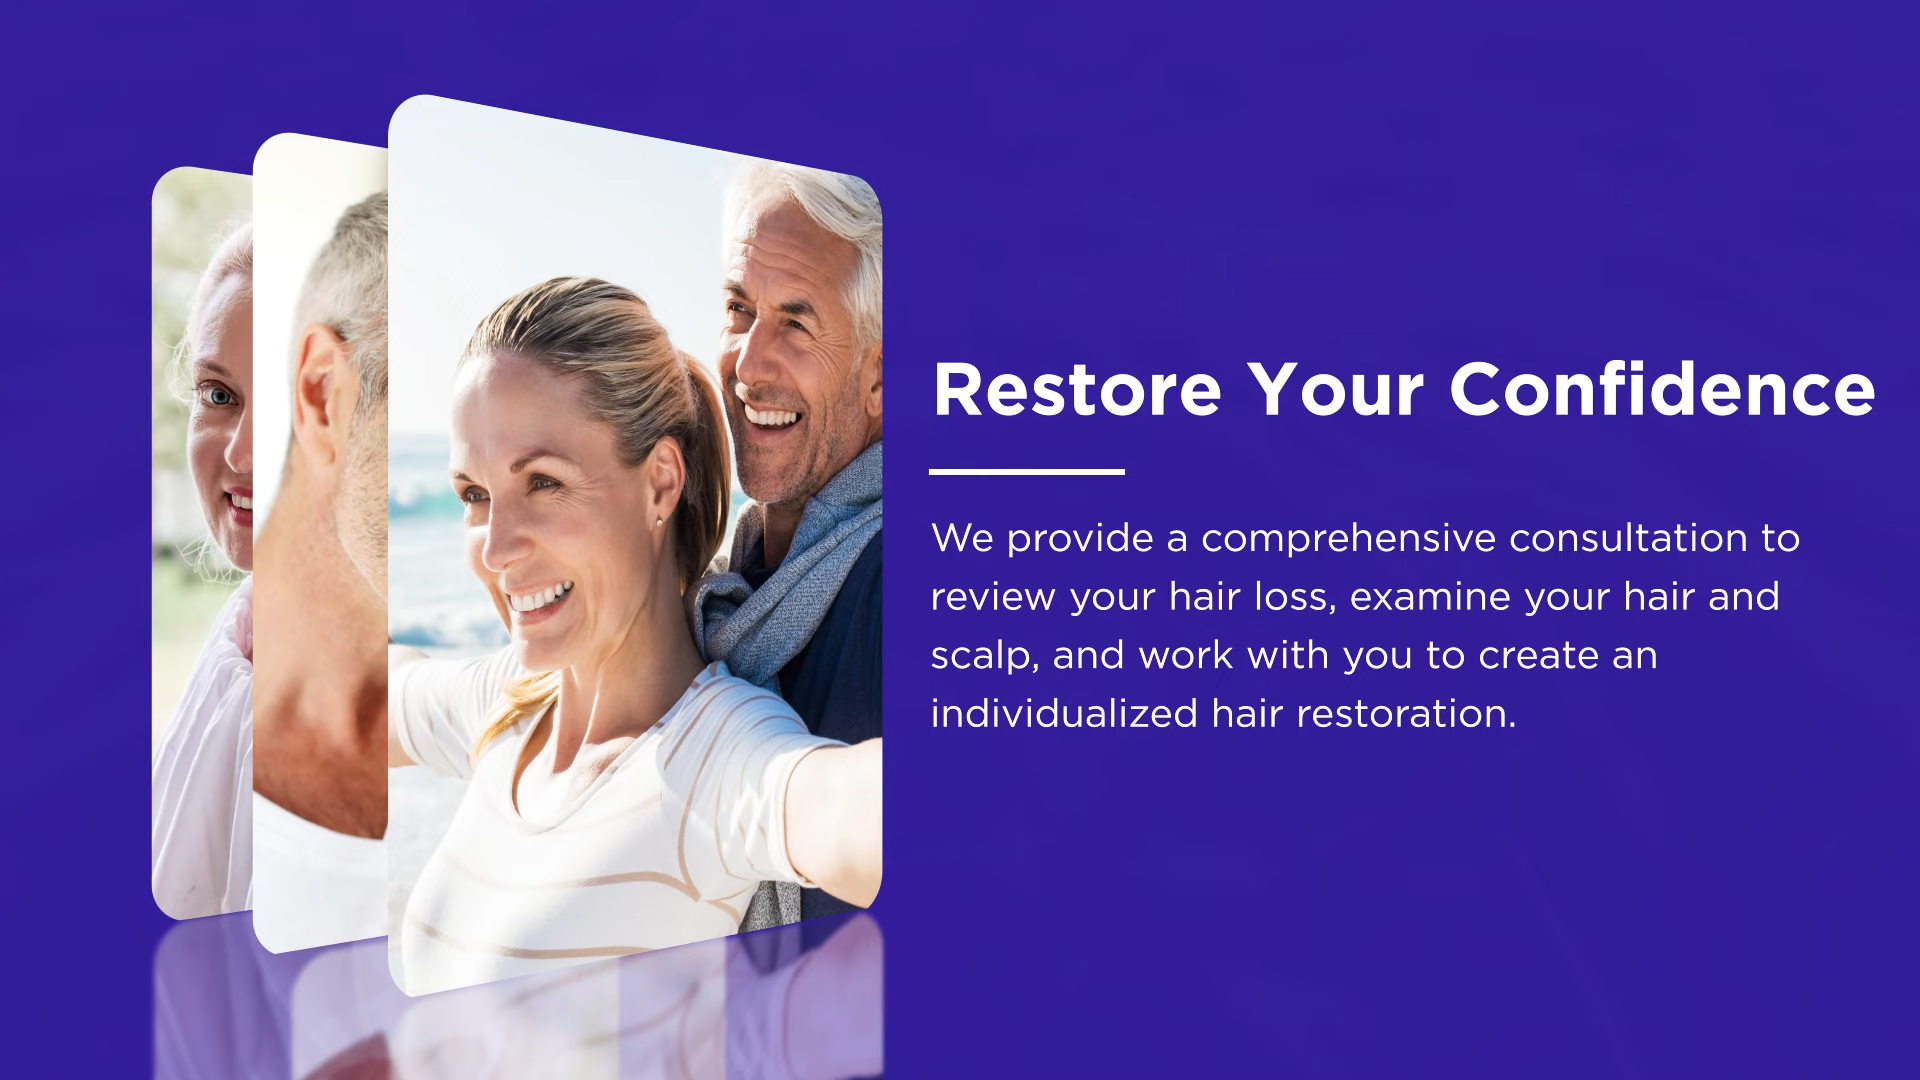 Restore Your Confidence
We provide a comprehensive consultation to
review your hair loss, examine your hair and
scalp, and work with you to create an
individualized hair restoration.